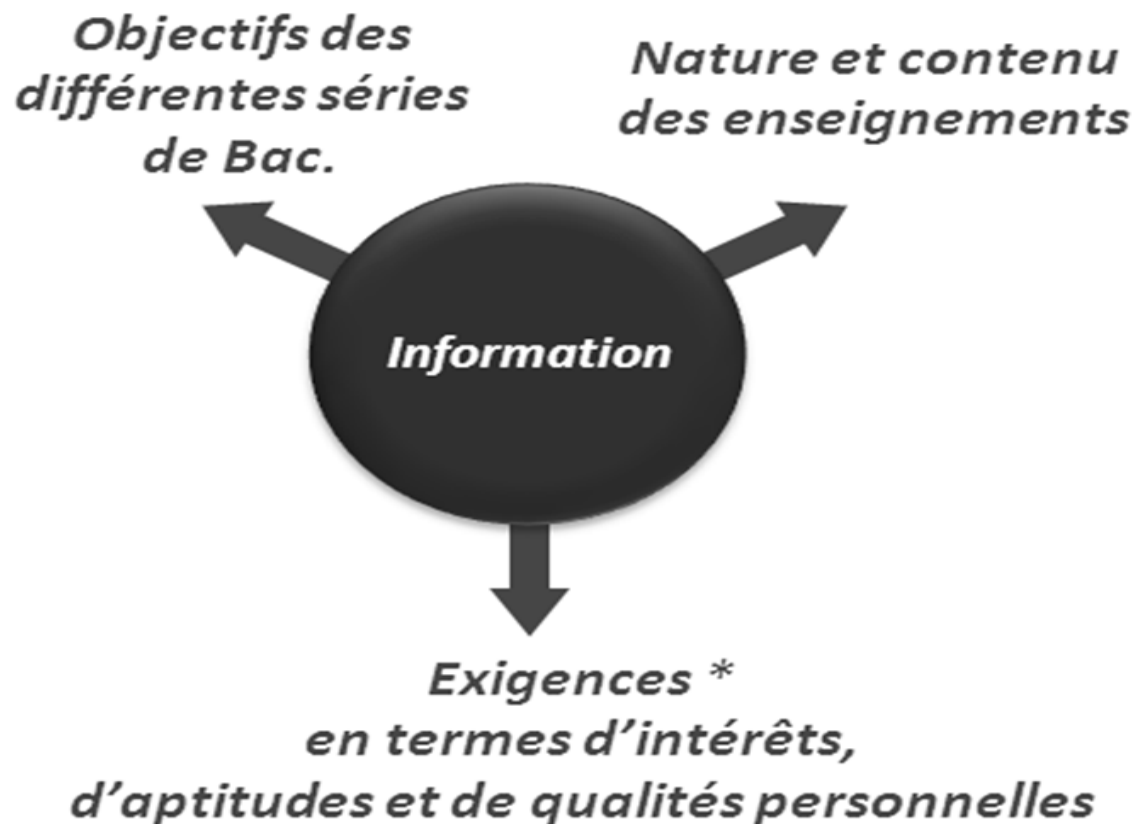 Objectifs des
différentes séries
de Bac.
Nature et contenu
des enseignements
Information
Exigences *
en termes d’intérêts,
d’aptitudes et de qualités personnelles